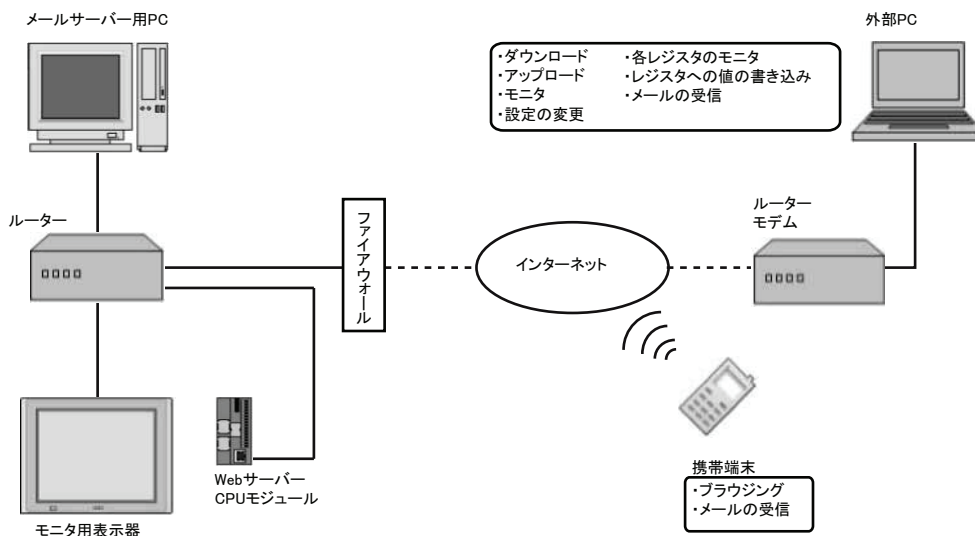 メールサーバー用PC
外部PC
・ダウンロード
・アップロード
・モニタ
・設定の変更
・各レジスタのモニタ
・レジスタへの値の書き込み
・メールの受信
ルーター
ファイアウォール
インターネット
ルーター
モデム
Webサーバー
CPUモジュール
モニタ用表示器
携帯端末
・ブラウジング
・メールの受信